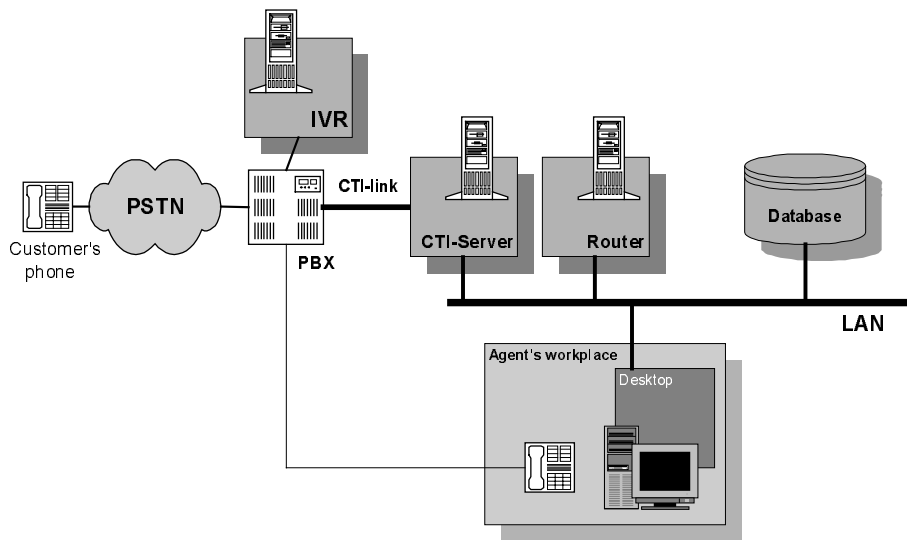 IVR
CTI-link
PSTN
Customer's
phone
PBX
CTI-Server
Router
Database
LAN
Agent's workplace
Desktop